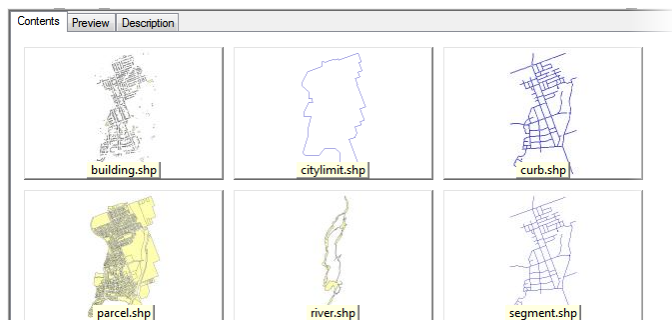 Contents Preview Description
building.shp citylimit.shp curb.shp
parcel.shp river.shp segment.shp